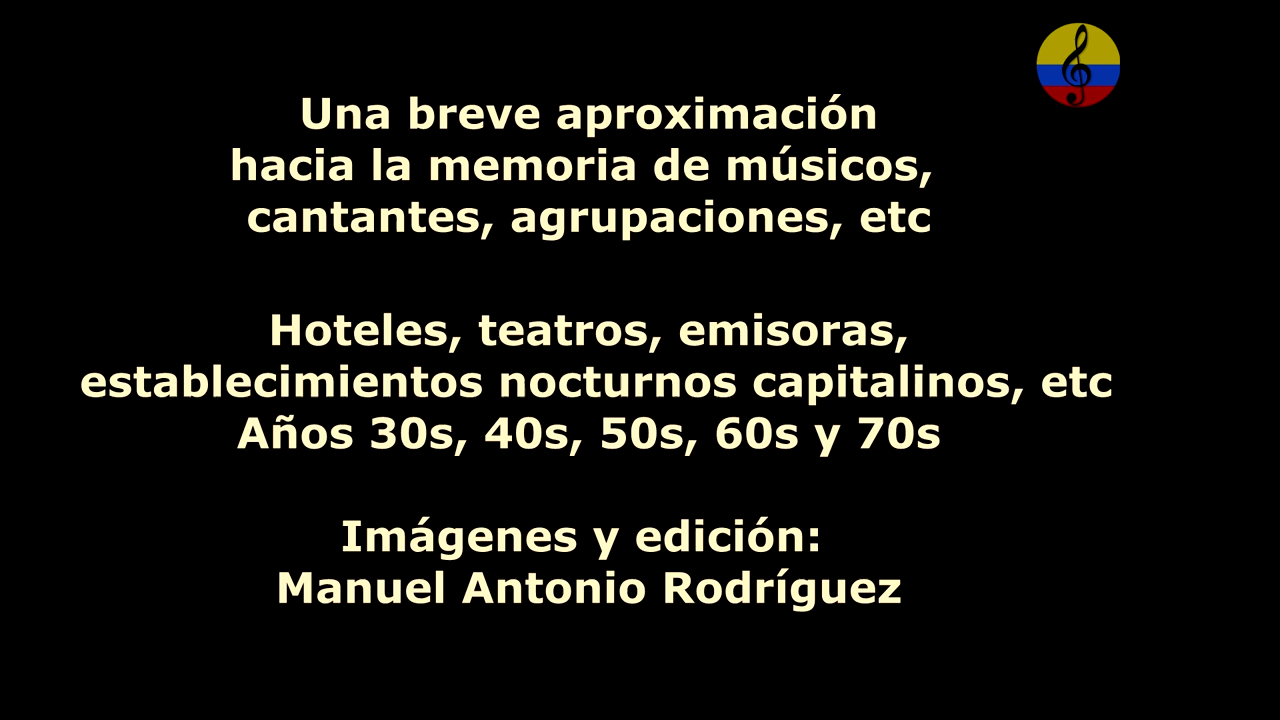 Una breve aproximación
hacia la memoria de músicos,
cantantes, agrupaciones, etc
Hoteles, teatros, emisoras,
establecimientos nocturnos capitalinos, etc
Años 30s, 40s, 50s, 60s y 70s
Imágenes y edición:
Manuel Antonio Rodríguez